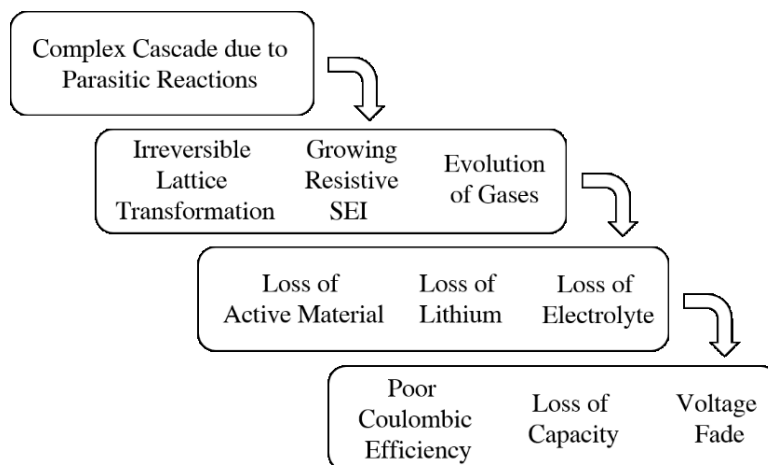 Complex Cascade due to
Parasitic Reactions
Irreversible
Lattice
Transformation
Growing
Resistive
SEI
Evolution
of Gases
Loss of
Active Material
Loss of
Lithium
Loss of
Electrolyte
Poor
Coulombic
Efficiency
Loss of
Capacity
Voltage
Fade